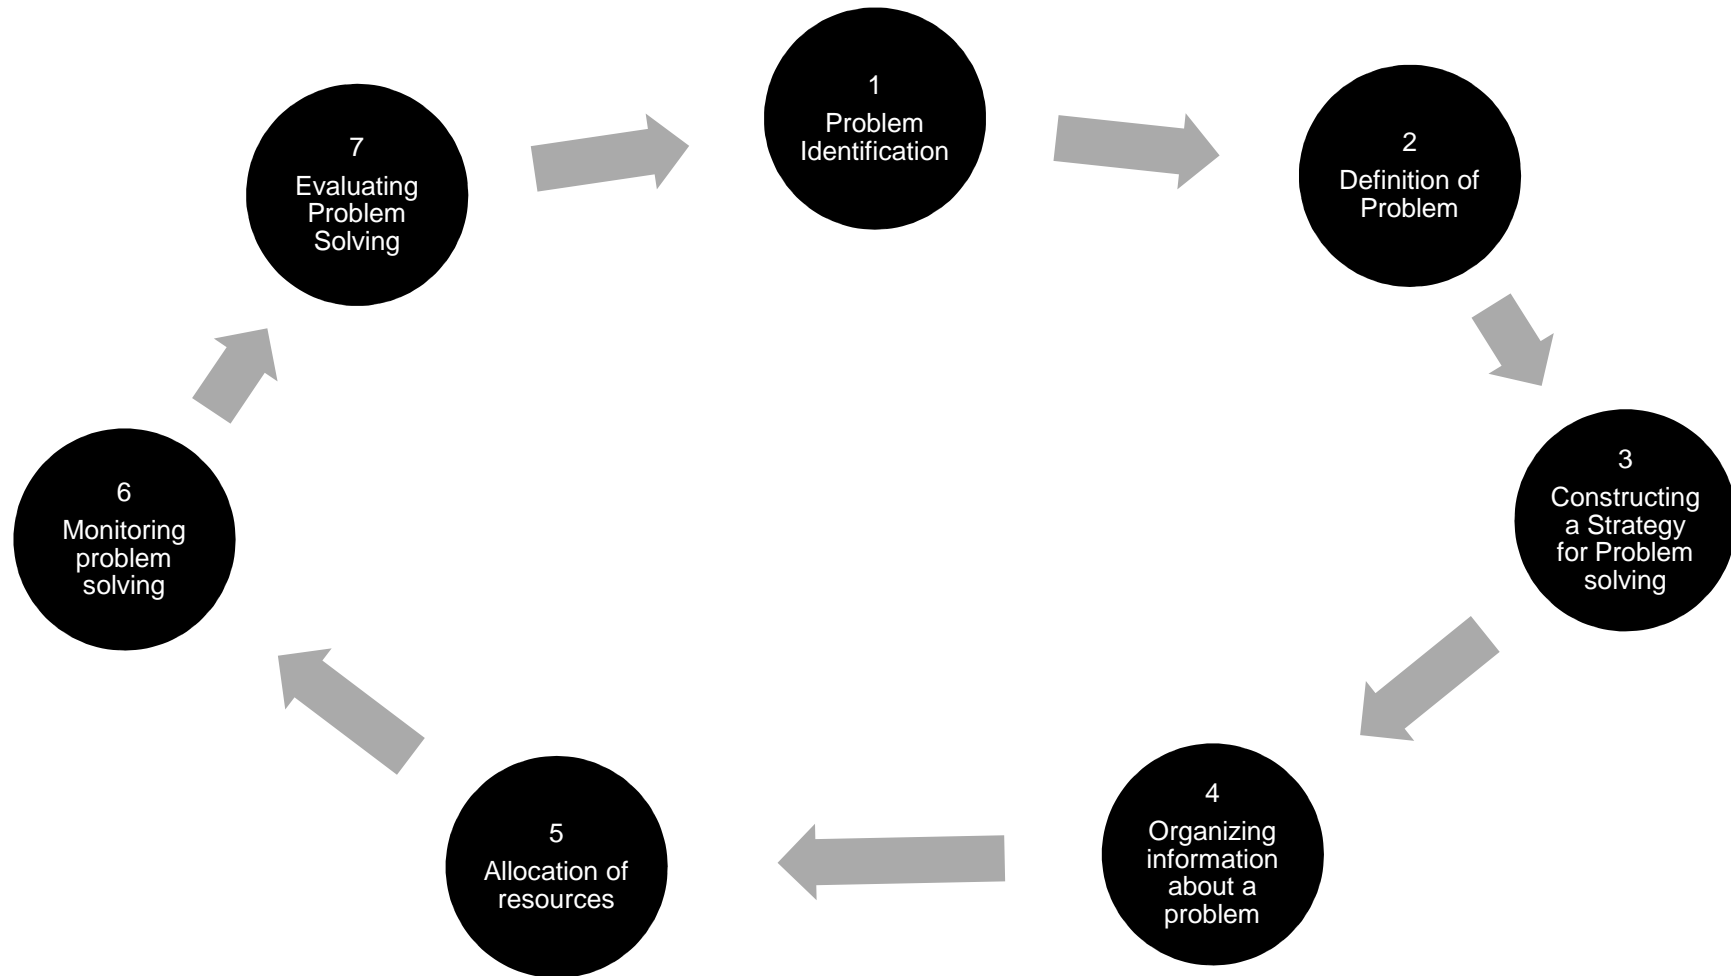 1
Problem
Identification
2
Definition of
Problem
3
Constructing
a Strategy
for Problem
solving
4
Organizing
information
about a
problem
5
Allocation of
resources
6
Monitoring
problem
solving
7
Evaluating
Problem
Solving